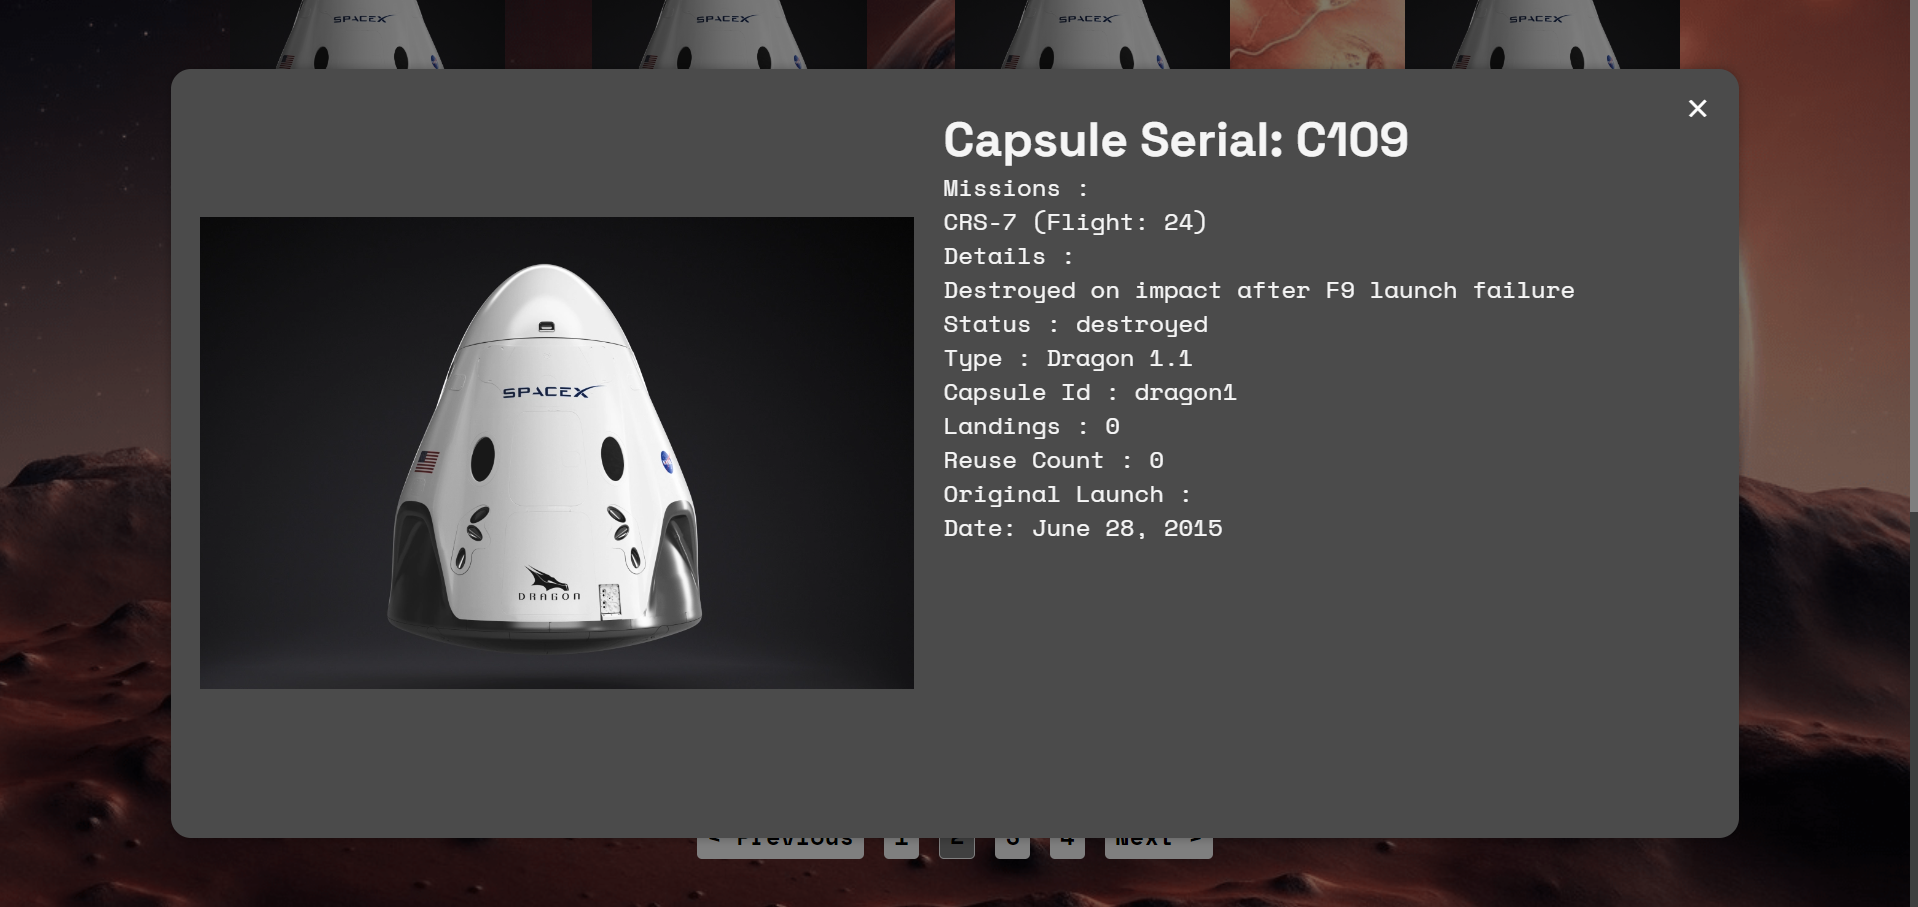 SPACEX SPACEX SPACEX SPACEX
×
Capsule Serial: C109
Missions :
CRS-7 (Flight: 24)
Details :
Destroyed on impact after F9 launch failure
Status : destroyed
Type : Dragon 1.1
Capsule Id : dragon1
Landings : 0
Reuse Count : 0
Original Launch :
Date: June 28, 2015
SPACEX
DRAGON
< Previous 1 2 3 4 Next >